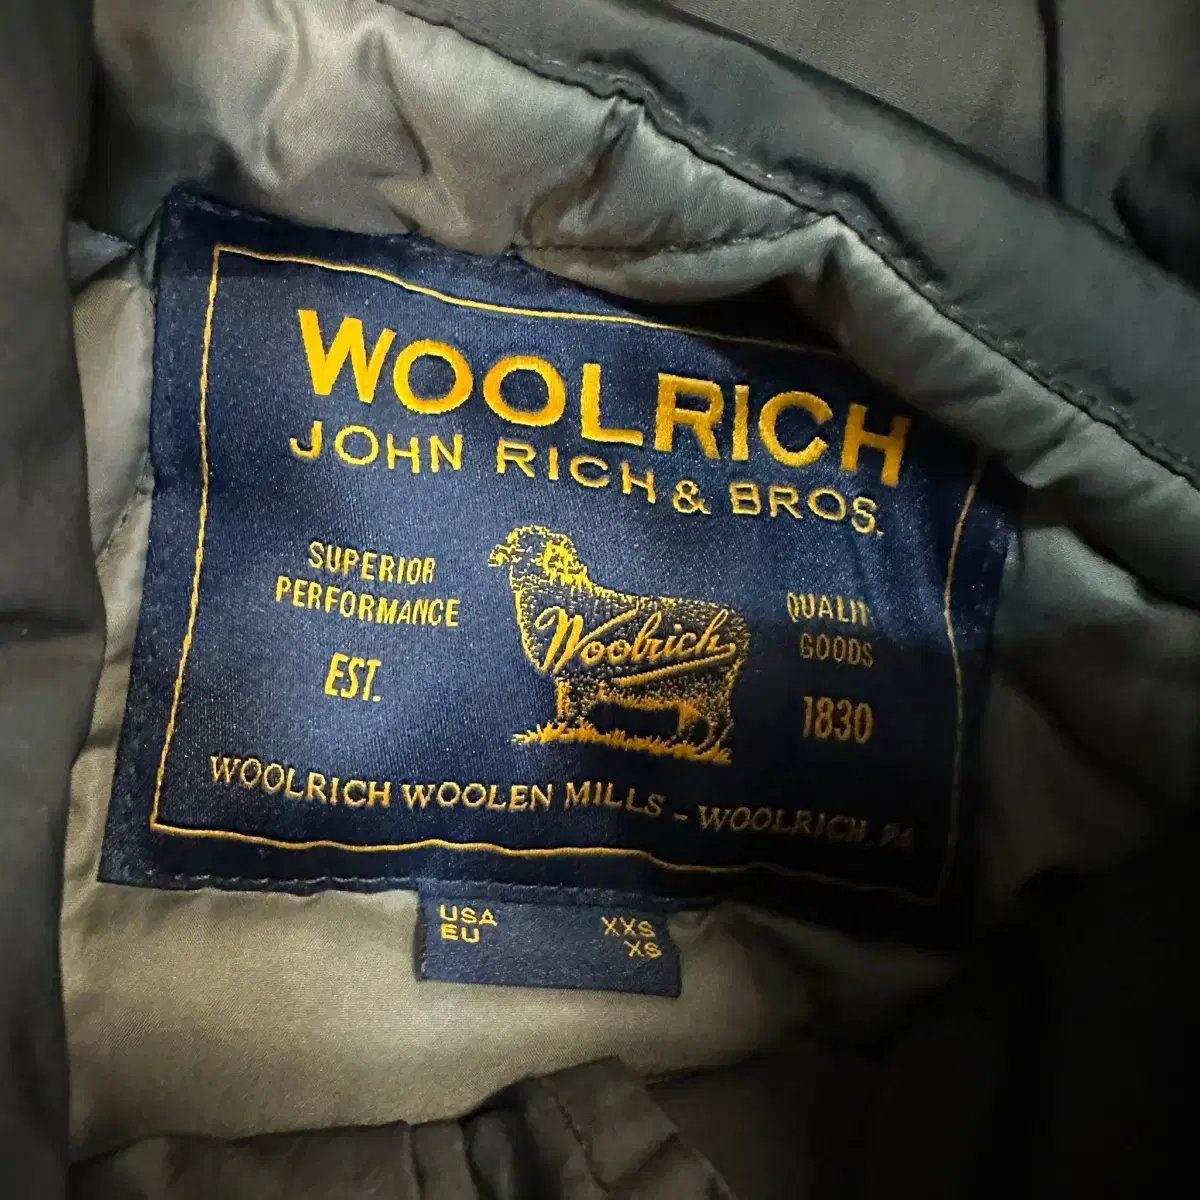 WOOLRICH
JOHN RICH & BROS.
SUPERIOR
PERFORMANCE
EST.
Woolrich
QUALIT
GOODS
1830
WOOLRICH WOOLEN MILLS - WOOLRICH, PA
USA XXS
EU XS